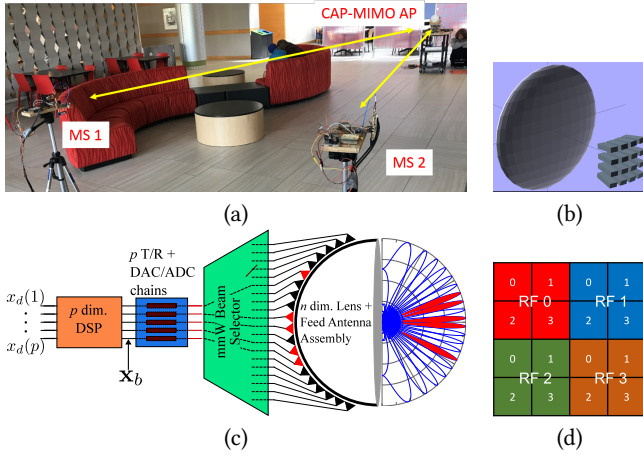 CAP-MIMO AP
MS 1
MS 2
(a)
(b)
p T/R +
DAC/ADC
chains
x_d(1)
x_d(p)
p dim.
DSP
x_b
mmW Beam
Selector
n dim. Lens +
Feed Antenna
Assembly
(c)
0 1 0 1
RF 0 RF 1
2 3 2 3
0 1 0 1
RF 2 RF 3
2 3 2 3
(d)